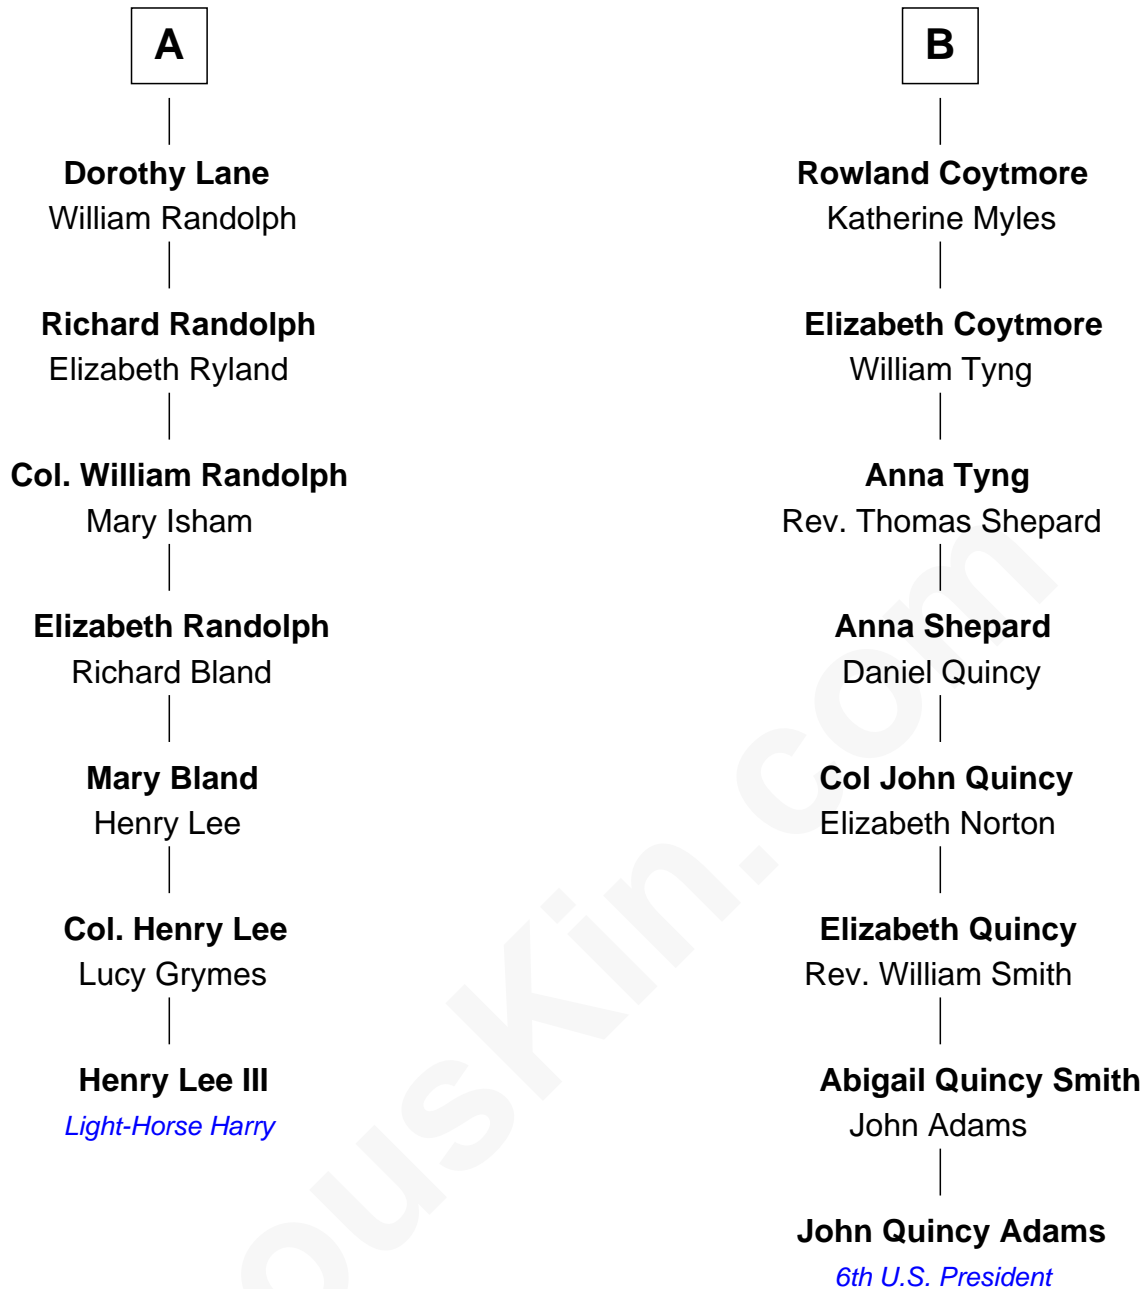 A
Dorothy Lane
William Randolph
Richard Randolph
Elizabeth Ryland
Col. William Randolph
Mary Isham
Elizabeth Randolph
Richard Bland
Mary Bland
Henry Lee
Col. Henry Lee
Lucy Grymes
Henry Lee III
Light-Horse Harry
B
Rowland Coytmore
Katherine Myles
Elizabeth Coytmore
William Tyng
Anna Tyng
Rev. Thomas Shepard
Anna Shepard
Daniel Quincy
Col John Quincy
Elizabeth Norton
Elizabeth Quincy
Rev. William Smith
Abigail Quincy Smith
John Adams
John Quincy Adams
6th U.S. President
ousKin.com